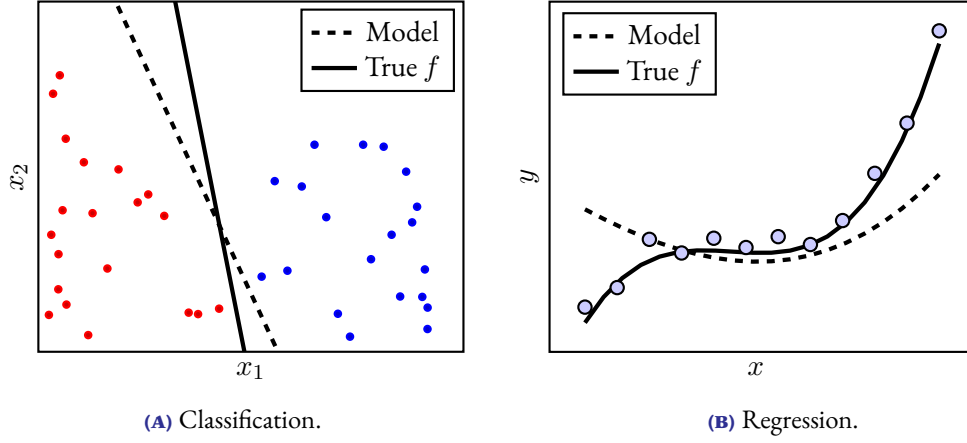 Model
True f
x2
x1
(A) Classification.
Model
True f
y
x
(B) Regression.